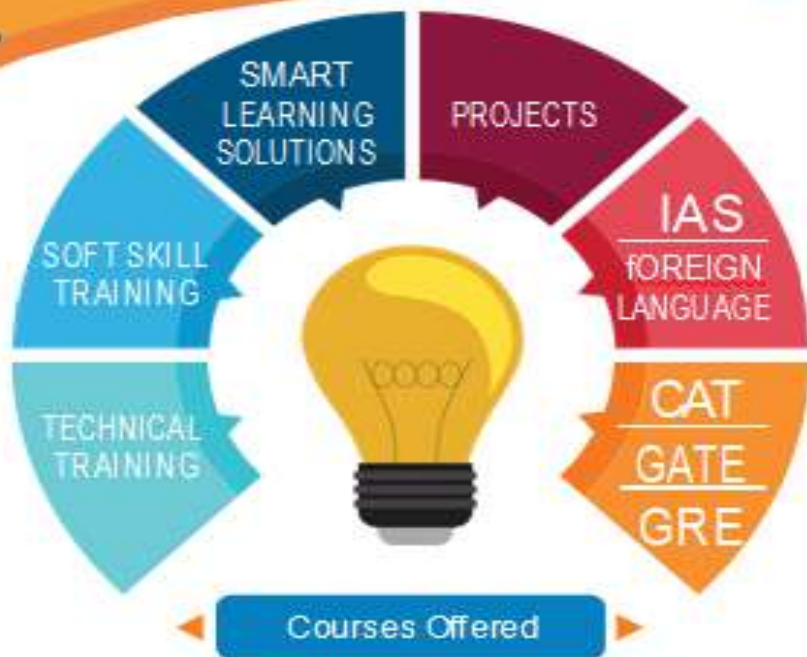 SMART
LEARNING
SOLUTIONS
PROJECTS
SOFT SKILL
TRAINING
IAS
fOREIGN
LANGUAGE
TECHNICAL
TRAINING
CAT
GATE
GRE
Courses Offered